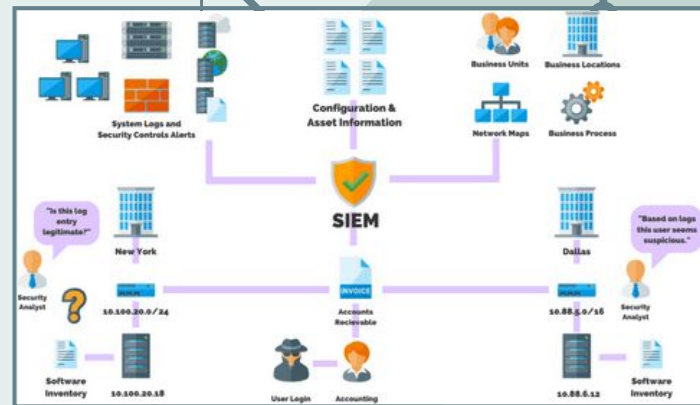 Business Units
Business Locations
System Logs and
Security Controls Alerts
Configuration &
Asset Information
Network Maps
Business Process
SIEM
"Is this log
entry
legitimate?"
New York
Dallas
"Based on logs
this user seems
suspicious."
Security
Analyst
10.100.20.0/24
INVOICE
Accounts
Recievable
10.88.5.0/16
Security
Analyst
Software
Inventory
10.100.20.18
User Login
Accounting
10.88.6.12
Software
Inventory